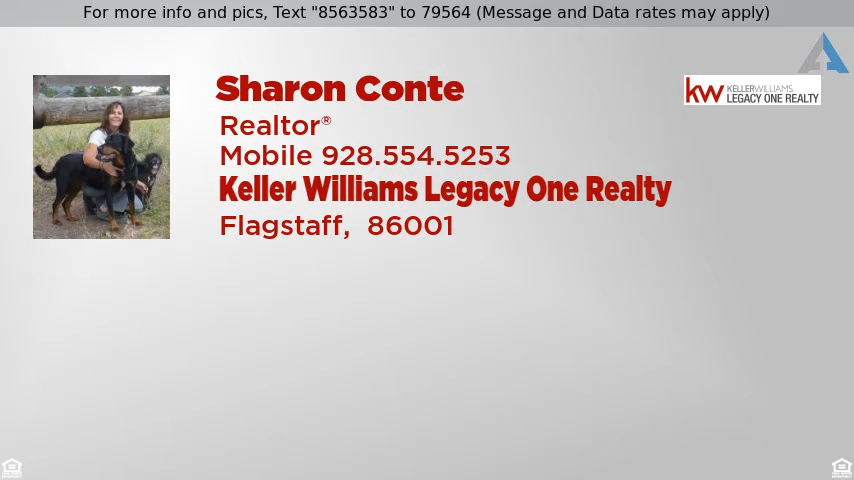 For more info and pics, Text "8563583" to 79564 (Message and Data rates may apply)
Sharon Conte
kw KELLERWILLIAMS.
LEGACY ONE REALTY
Realtor®
Mobile 928.554.5253
Keller Williams Legacy One Realty
Flagstaff,  86001